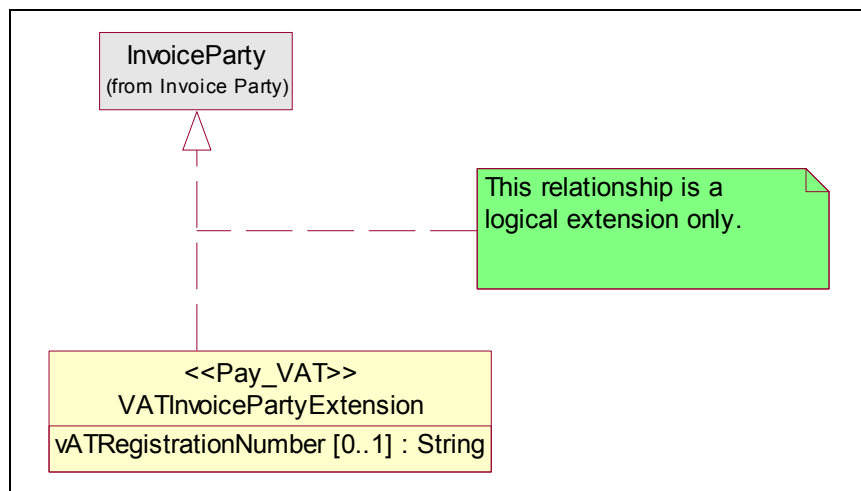 InvoiceParty
(from Invoice Party)
This relationship is a
logical extension only.
<<Pay_VAT>>
VATInvoicePartyExtension
vATRegistrationNumber [0..1] : String